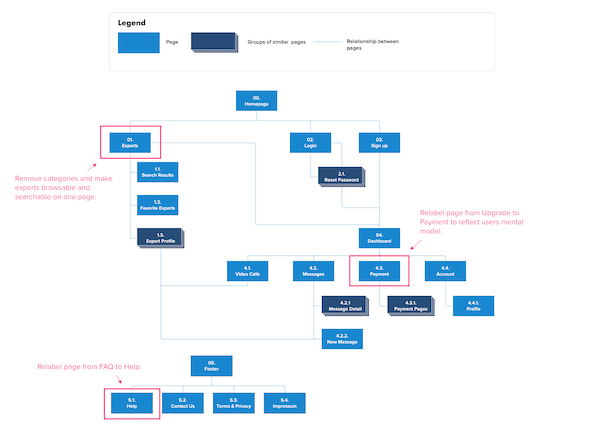 Legend
Page
Groups of similar pages
Relationship between
pages
00.
Homepage
01.
Experts
02.
Login
03.
Sign up
1.1.
Search Results
2.1.
Reset Password
Remove categories and make
experts browsable and
searchable on one page.
1.2.
Favorite Experts
Relabel page from Upgrade to
Payment to reflect users mental
model.
1.3.
Expert Profile
04.
Dashboard
4.1.
Video Calls
4.2.
Messages
4.3.
Payment
4.4.
Account
4.2.1
Message Detail
4.3.1.
Payment Pages
4.4.1.
Profile
4.2.2.
New Message
05.
Footer
Relabel page from FAQ to Help.
5.1.
Help
5.2.
Contact Us
5.3.
Terms & Privacy
5.4.
Impressum